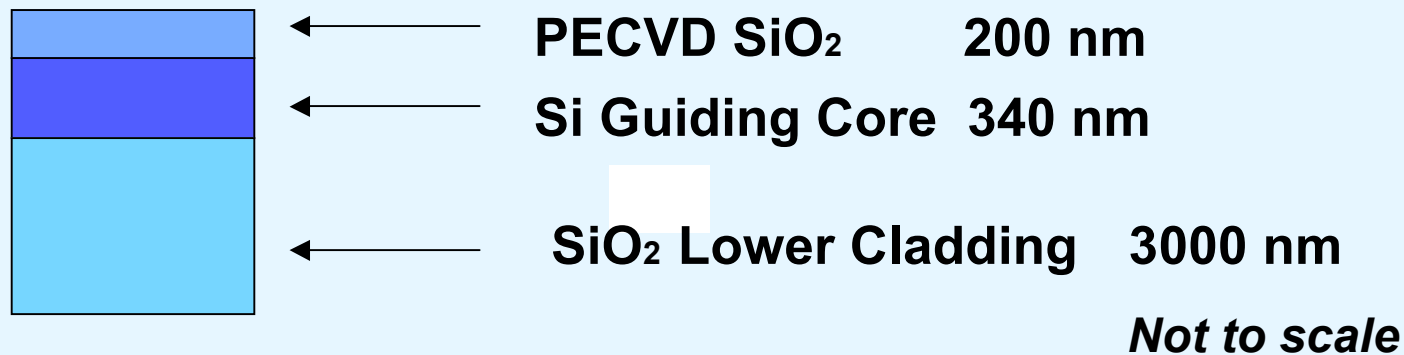 PECVD SiO₂ 200 nm
Si Guiding Core 340 nm
SiO₂ Lower Cladding 3000 nm
Not to scale